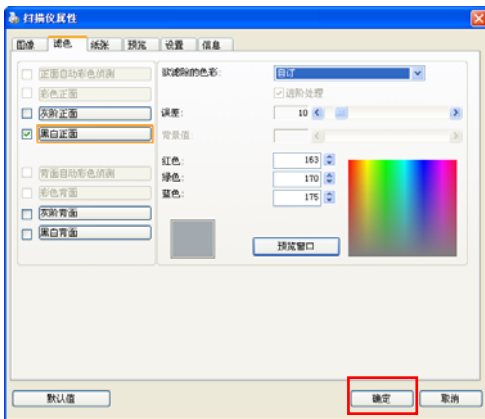 扫描仪属性
图像 滤色 纸张 预览 设置 信息
正面自动彩色侦测
彩色正面
灰阶正面
黑白正面
背面自动彩色侦测
彩色背面
灰阶背面
黑白背面
欲滤除的色彩: 自订
进阶处理
误差: 10
背景值:
红色: 163
绿色: 170
蓝色: 175
预览窗口
默认值 确定 取消